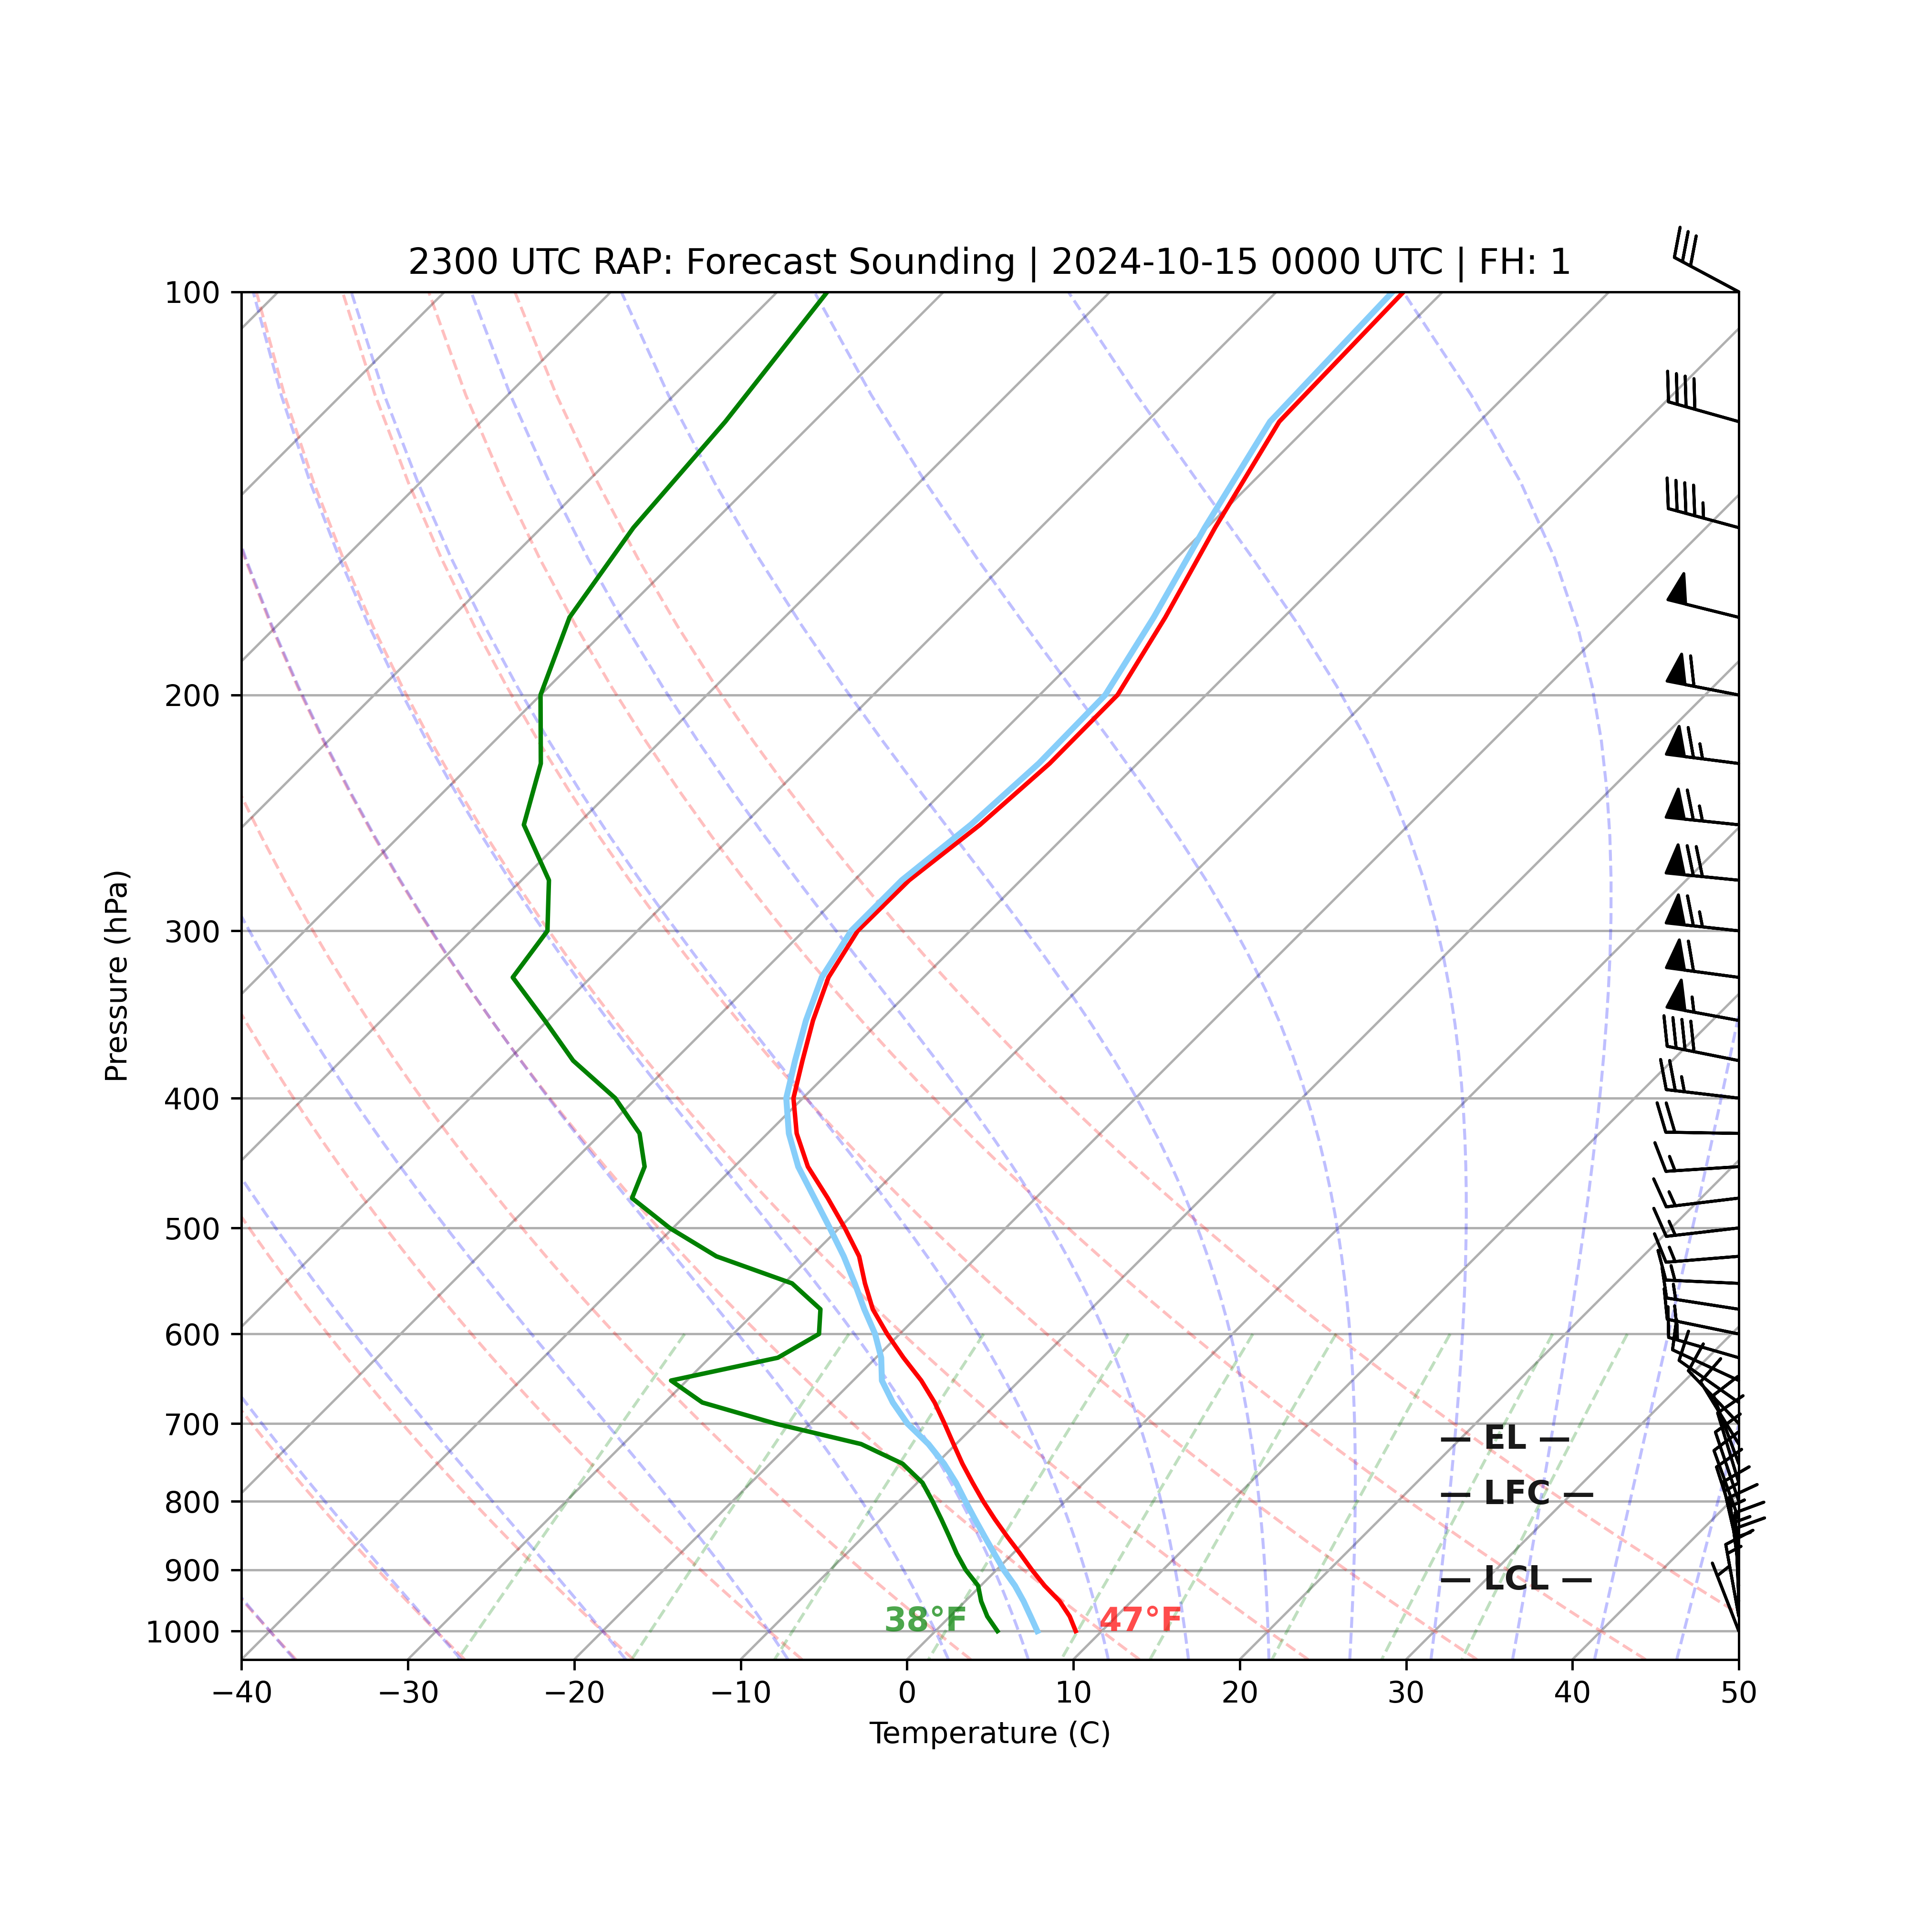 2300 UTC RAP: Forecast Sounding | 2024-10-15 0000 UTC | FH: 1
100
200
300
400
500
600
700
800
900
1000
Pressure (hPa)
— EL —
— LFC —
— LCL —
38°F
47°F
−40
−30
−20
−10
0
10
20
30
40
50
Temperature (C)